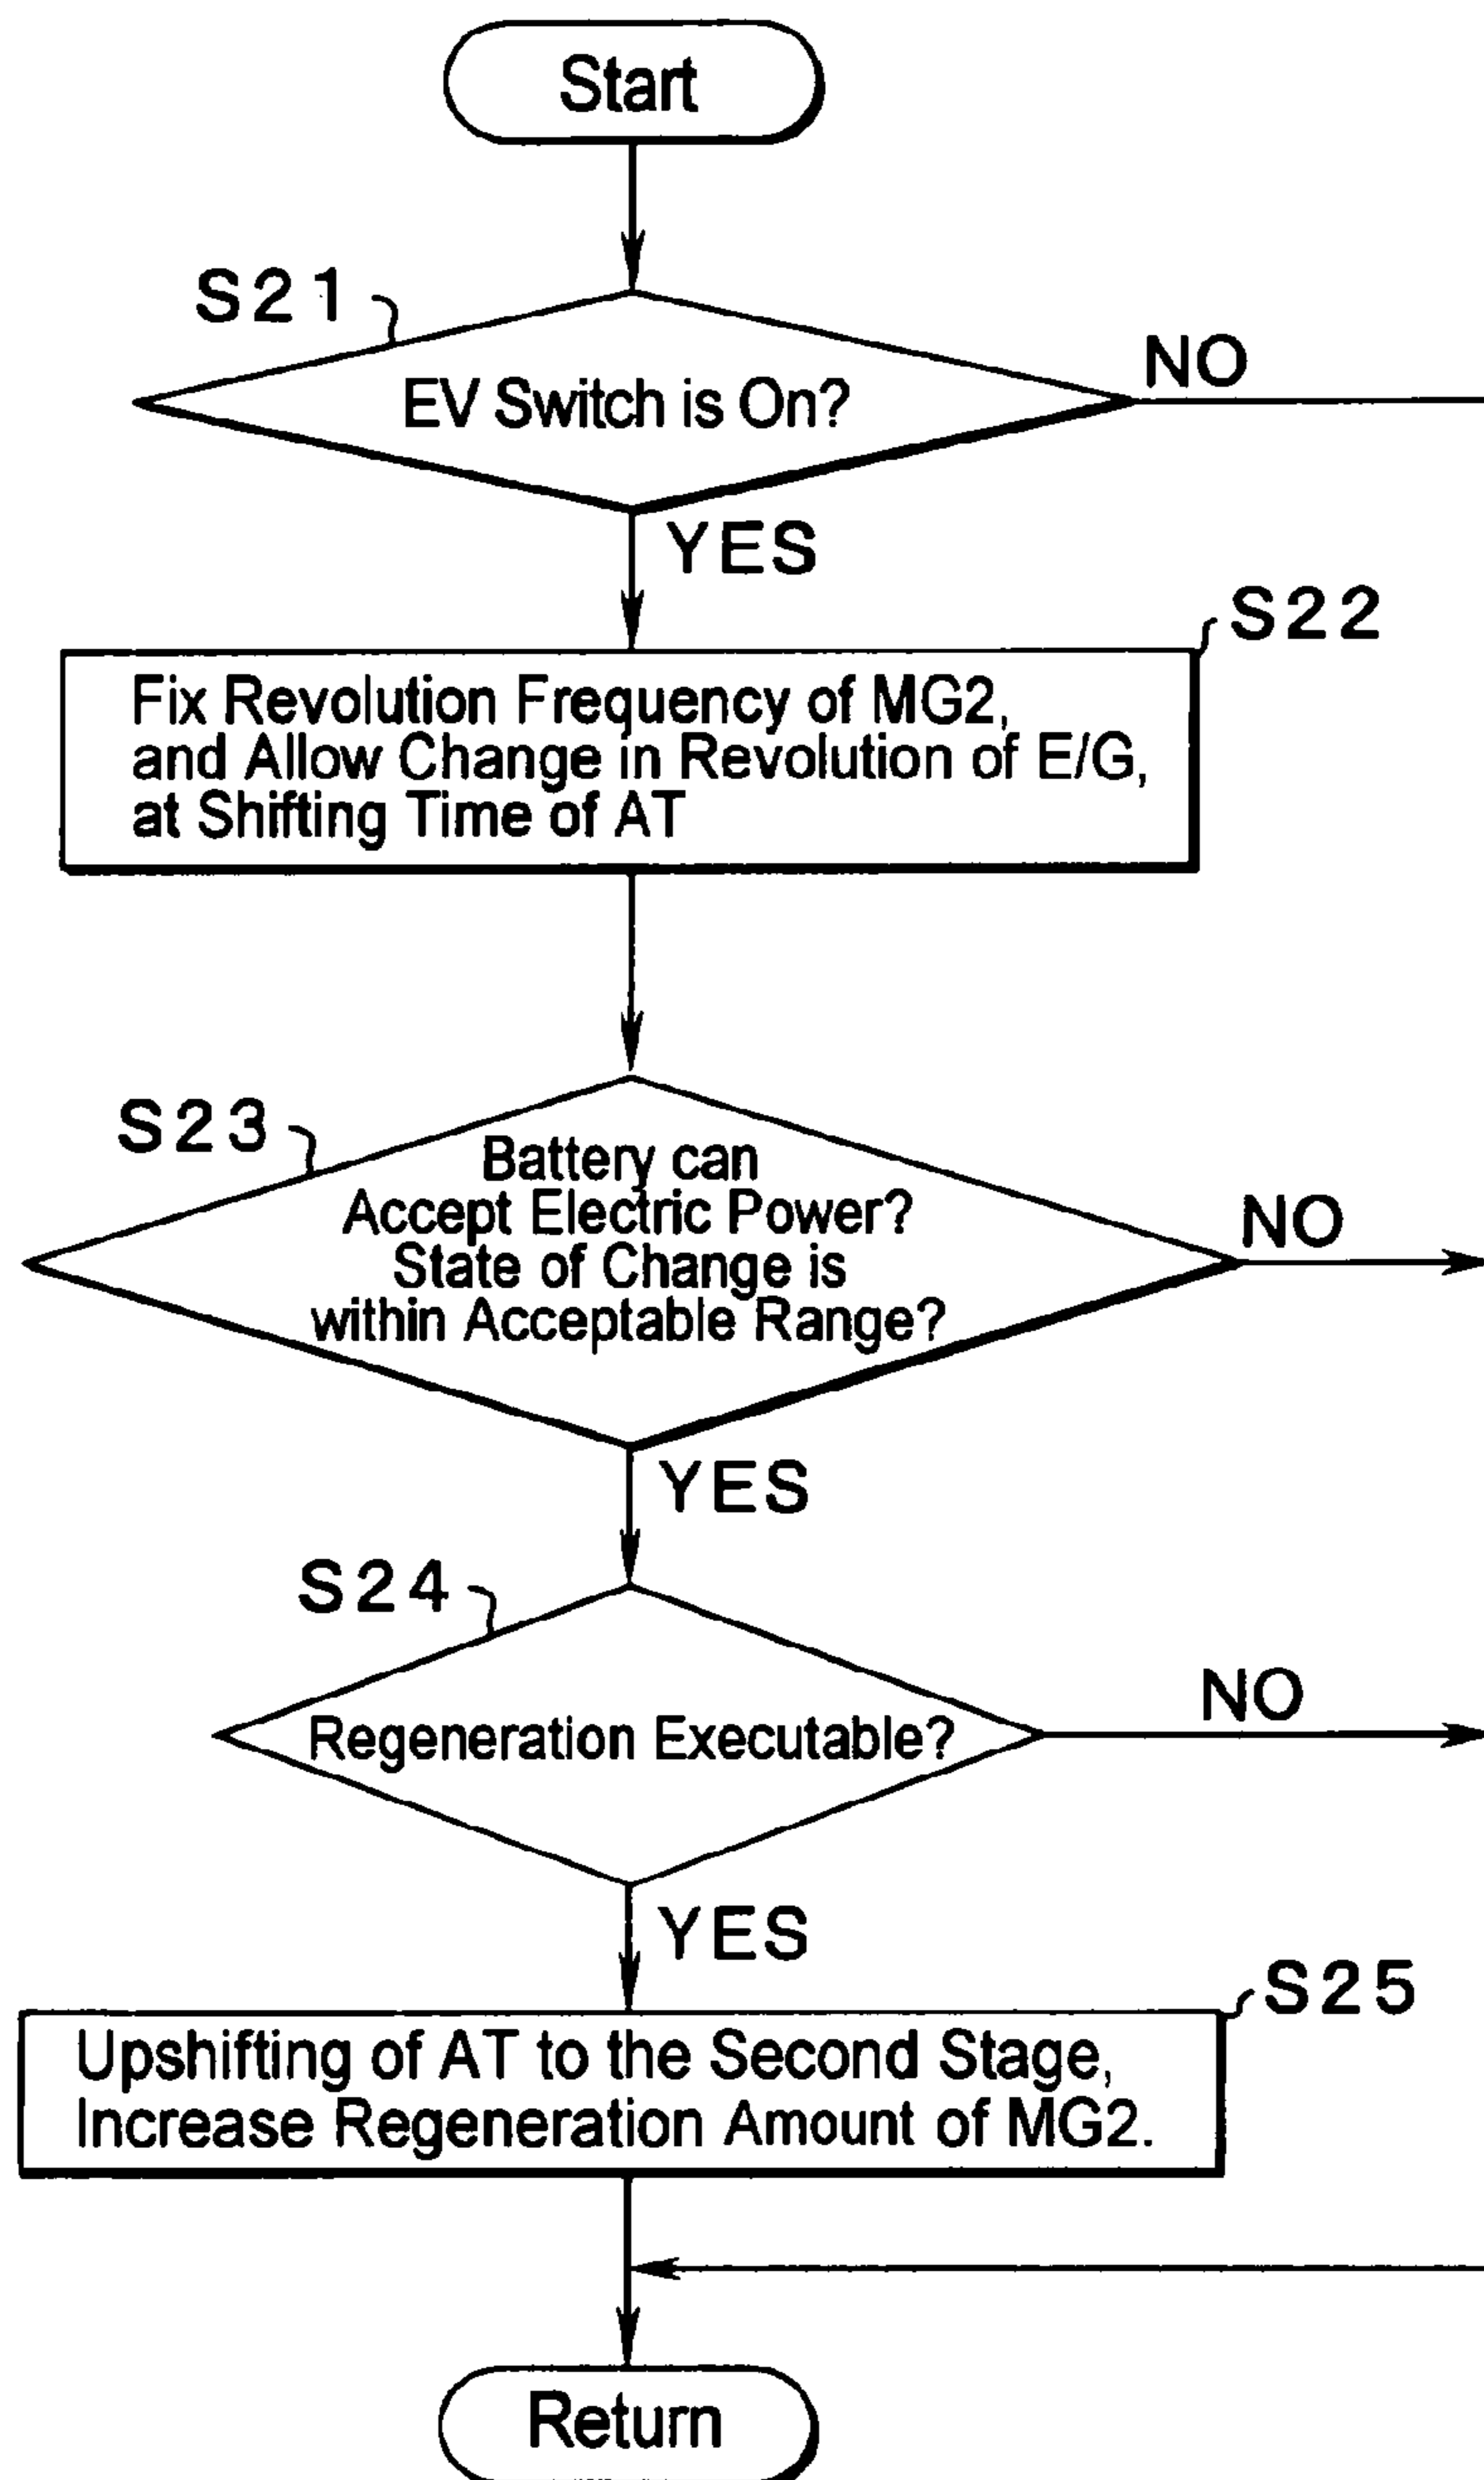 Start
S21
EV Switch is On?
NO
YES
S22
Fix Revolution Frequency of MG2,
and Allow Change in Revolution of E/G,
at Shifting Time of AT
S23
Battery can
Accept Electric Power?
State of Change is
within Acceptable Range?
NO
YES
S24
Regeneration Executable?
NO
YES
S25
Upshifting of AT to the Second Stage,
Increase Regeneration Amount of MG2.
Return